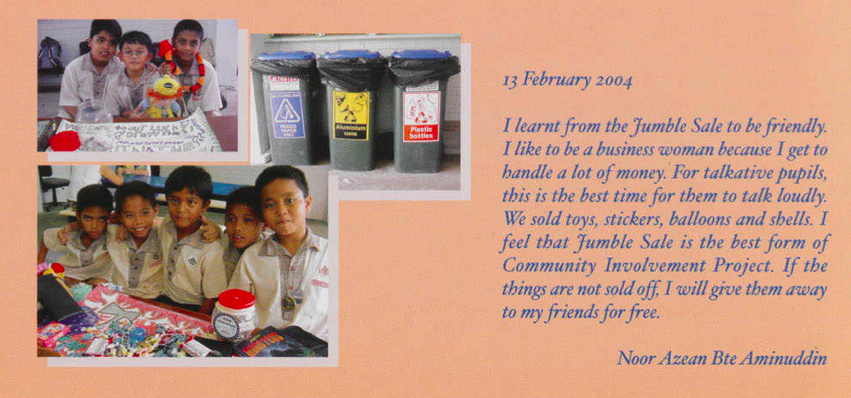 Aluminium
cans
Plastic
bottles
13 February 2004
I learnt from the Jumble Sale to be friendly.
I like to be a business woman because I get to
handle a lot of money. For talkative pupils,
this is the best time for them to talk loudly.
We sold toys, stickers, balloons and shells. I
feel that Jumble Sale is the best form of
Community Involvement Project. If the
things are not sold off, I will give them away
to my friends for free.
Noor Azean Bte Aminuddin